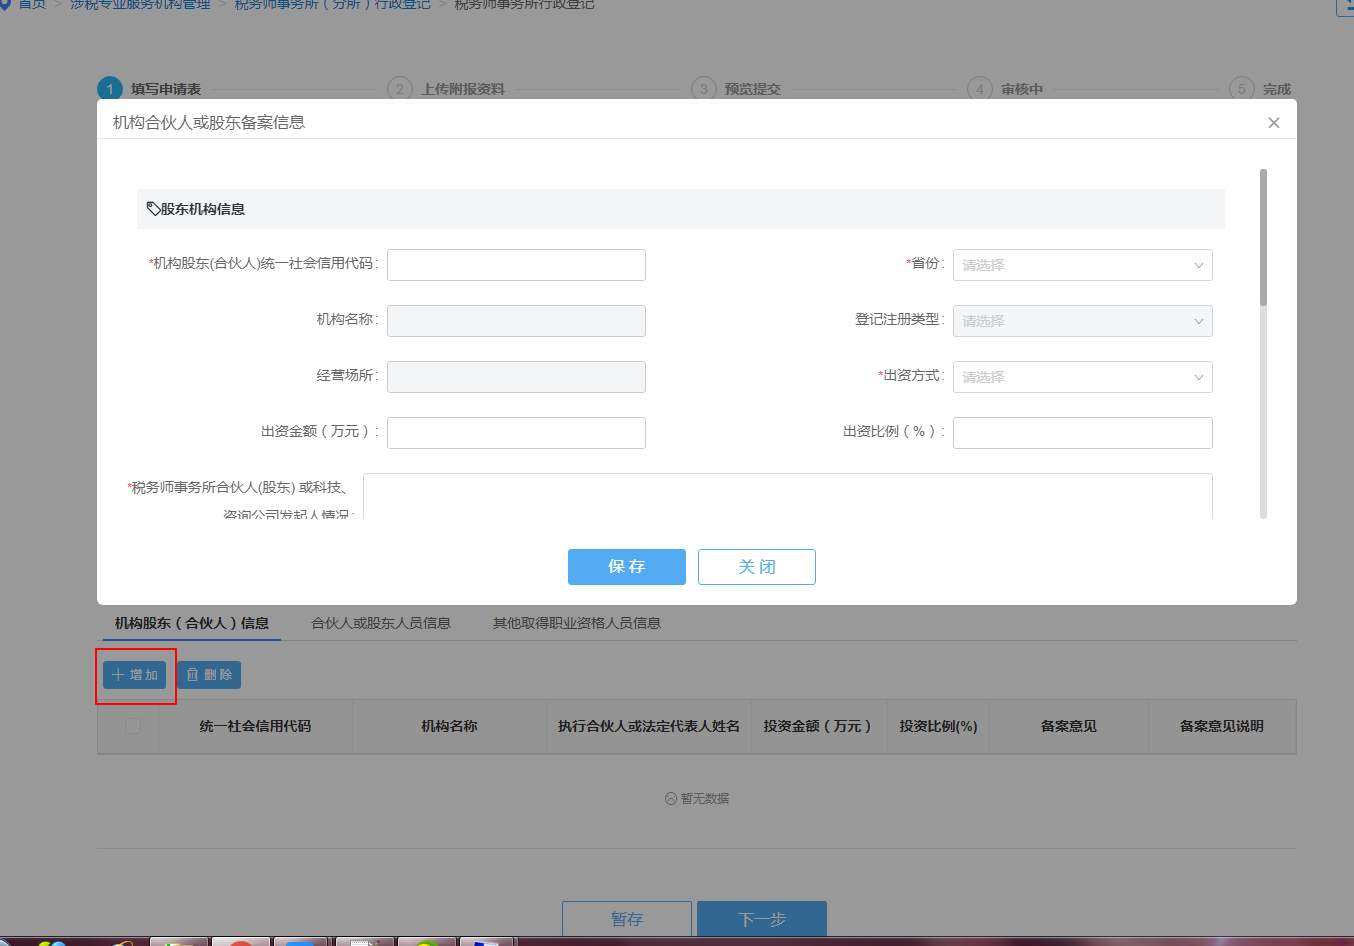 首页 > 涉税专业服务机构管理 > 税务师事务所（分所）行政登记 > 税务师事务所行政登记
1 填写申请表 2 上传附报资料 3 预览提交 4 审核中 5 完成
机构合伙人或股东备案信息
股东机构信息
*机构股东(合伙人)统一社会信用代码: *省份: 请选择
机构名称: 登记注册类型: 请选择
经营场所: *出资方式: 请选择
出资金额（万元）: 出资比例（%）:
*税务师事务所合伙人(股东) 或科技、
咨询公司发起人情况:
保 存 关 闭
机构股东（合伙人）信息 合伙人或股东人员信息 其他取得职业资格人员信息
增 加 删 除
统一社会信用代码 机构名称 执行合伙人或法定代表人姓名 投资金额（万元） 投资比例(%) 备案意见 备案意见说明
暂无数据
暂存 下一步